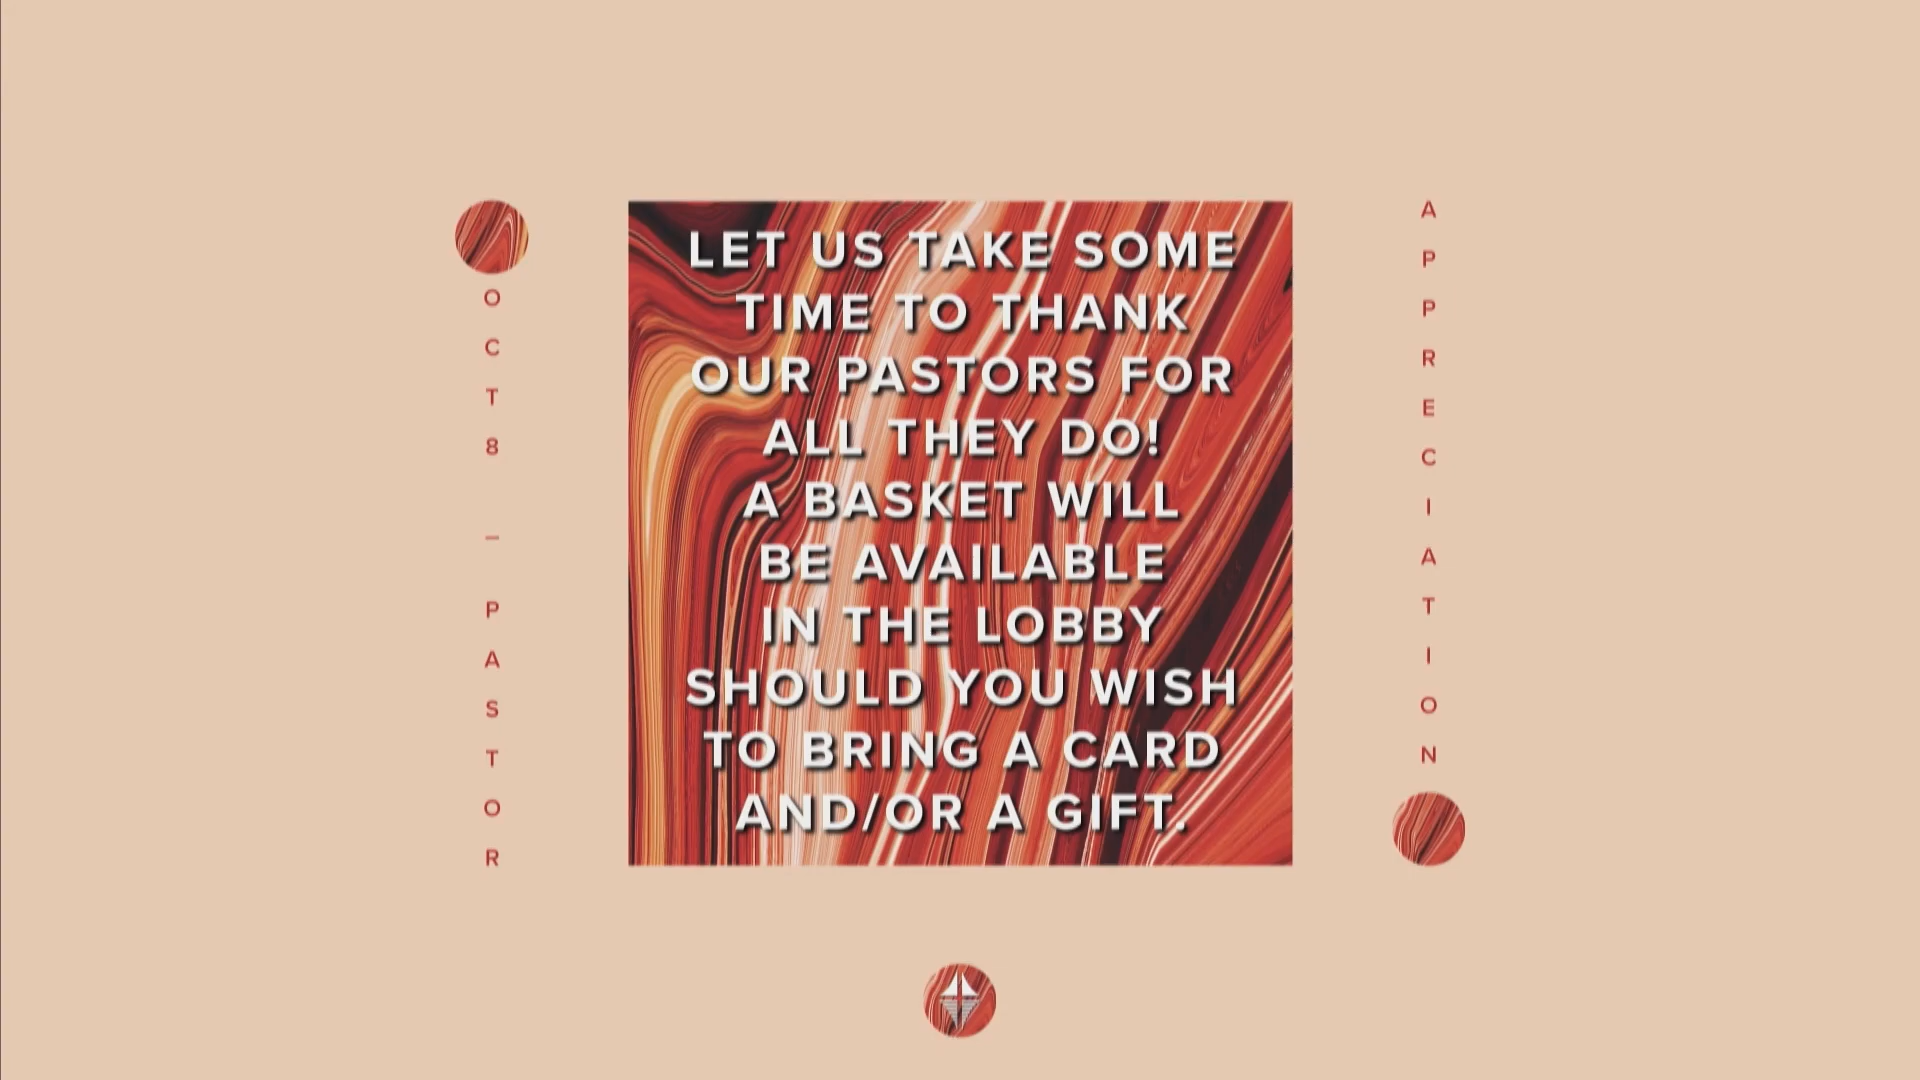 OCT 8 – PASTOR
LET US TAKE SOME
TIME TO THANK
OUR PASTORS FOR
ALL THEY DO!
A BASKET WILL
BE AVAILABLE
IN THE LOBBY
SHOULD YOU WISH
TO BRING A CARD
AND/OR A GIFT.
APPRECIATION